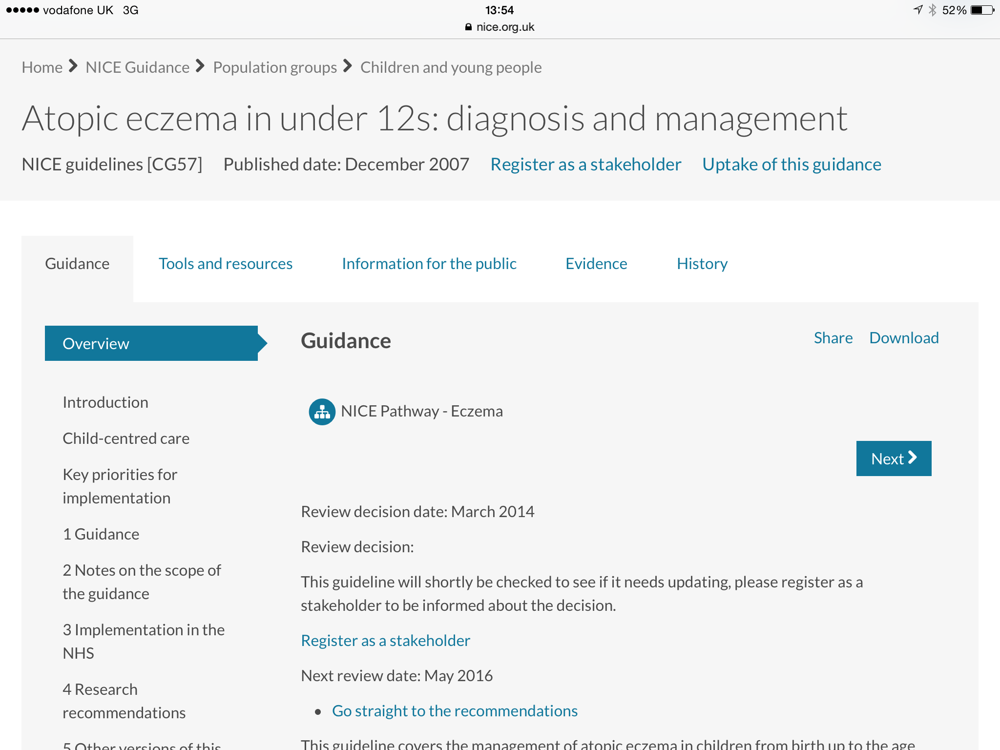 vodafone UK 3G 13:54 52%
nice.org.uk
Home NICE Guidance Population groups Children and young people
Atopic eczema in under 12s: diagnosis and management
NICE guidelines [CG57] Published date: December 2007 Register as a stakeholder Uptake of this guidance
Guidance Tools and resources Information for the public Evidence History
Overview
Introduction
Child-centred care
Key priorities for
implementation
1 Guidance
2 Notes on the scope of
the guidance
3 Implementation in the
NHS
4 Research
recommendations
5 Other versions of this
Guidance
Share Download
NICE Pathway - Eczema
Next
Review decision date: March 2014
Review decision:
This guideline will shortly be checked to see if it needs updating, please register as a
stakeholder to be informed about the decision.
Register as a stakeholder
Next review date: May 2016
• Go straight to the recommendations
This guideline covers the management of atopic eczema in children from birth up to the age